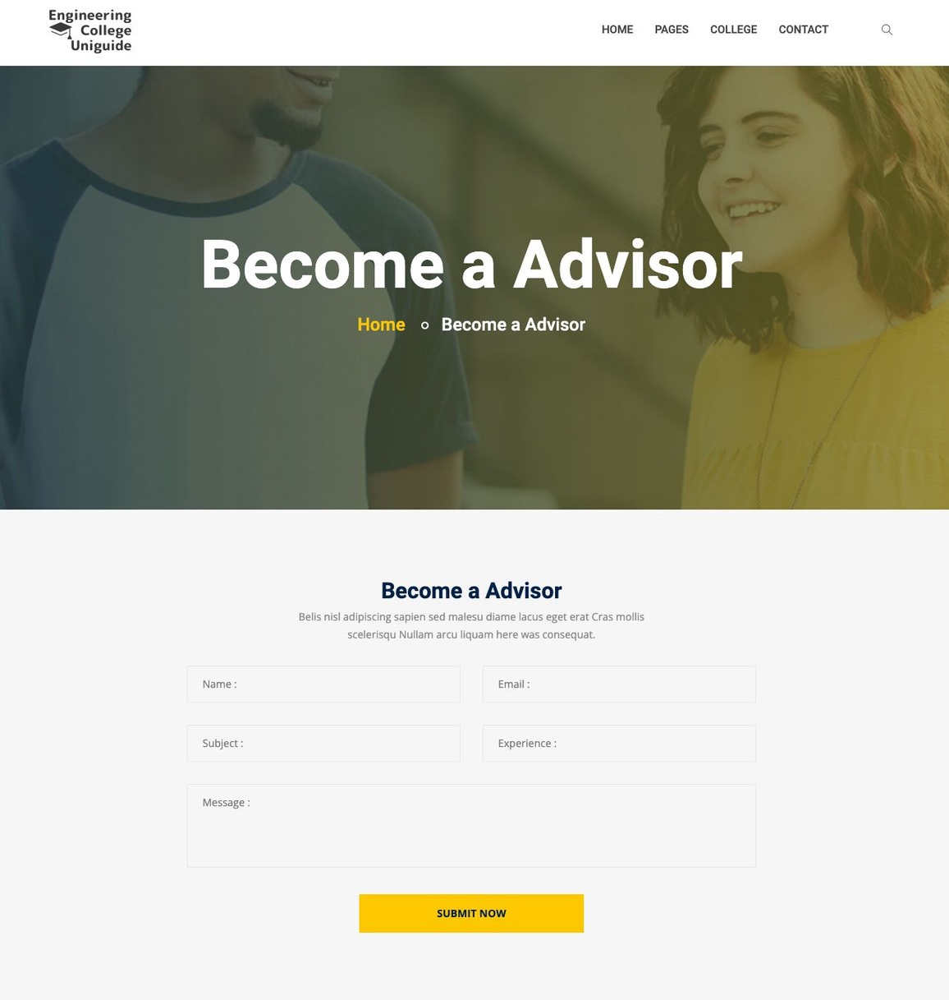 Engineering
College
Uniguide
HOME PAGES COLLEGE CONTACT
Become a Advisor
Home Become a Advisor
Become a Advisor
Belis nisl adipiscing sapien sed malesu diame lacus eget erat Cras mollis
scelerisqu Nullam arcu liquam here was consequat.
Name : Email :
Subject : Experience :
Message :
SUBMIT NOW